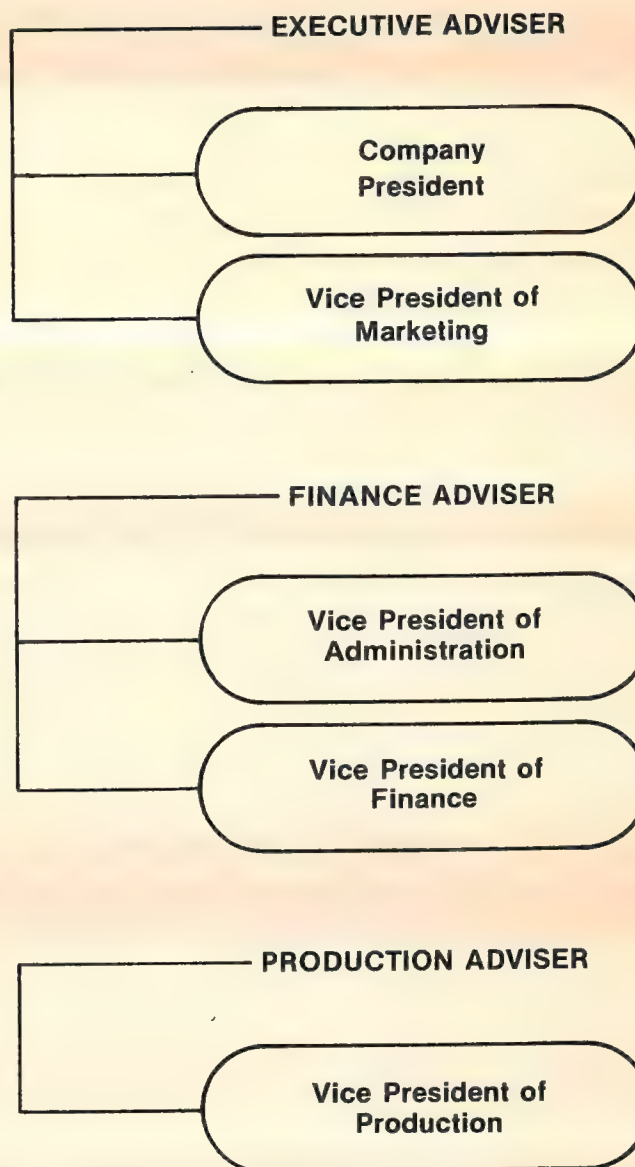 EXECUTIVE ADVISER
Company
President
Vice President of
Marketing
FINANCE ADVISER
Vice President of
Administration
Vice President of
Finance
PRODUCTION ADVISER
Vice President of
Production